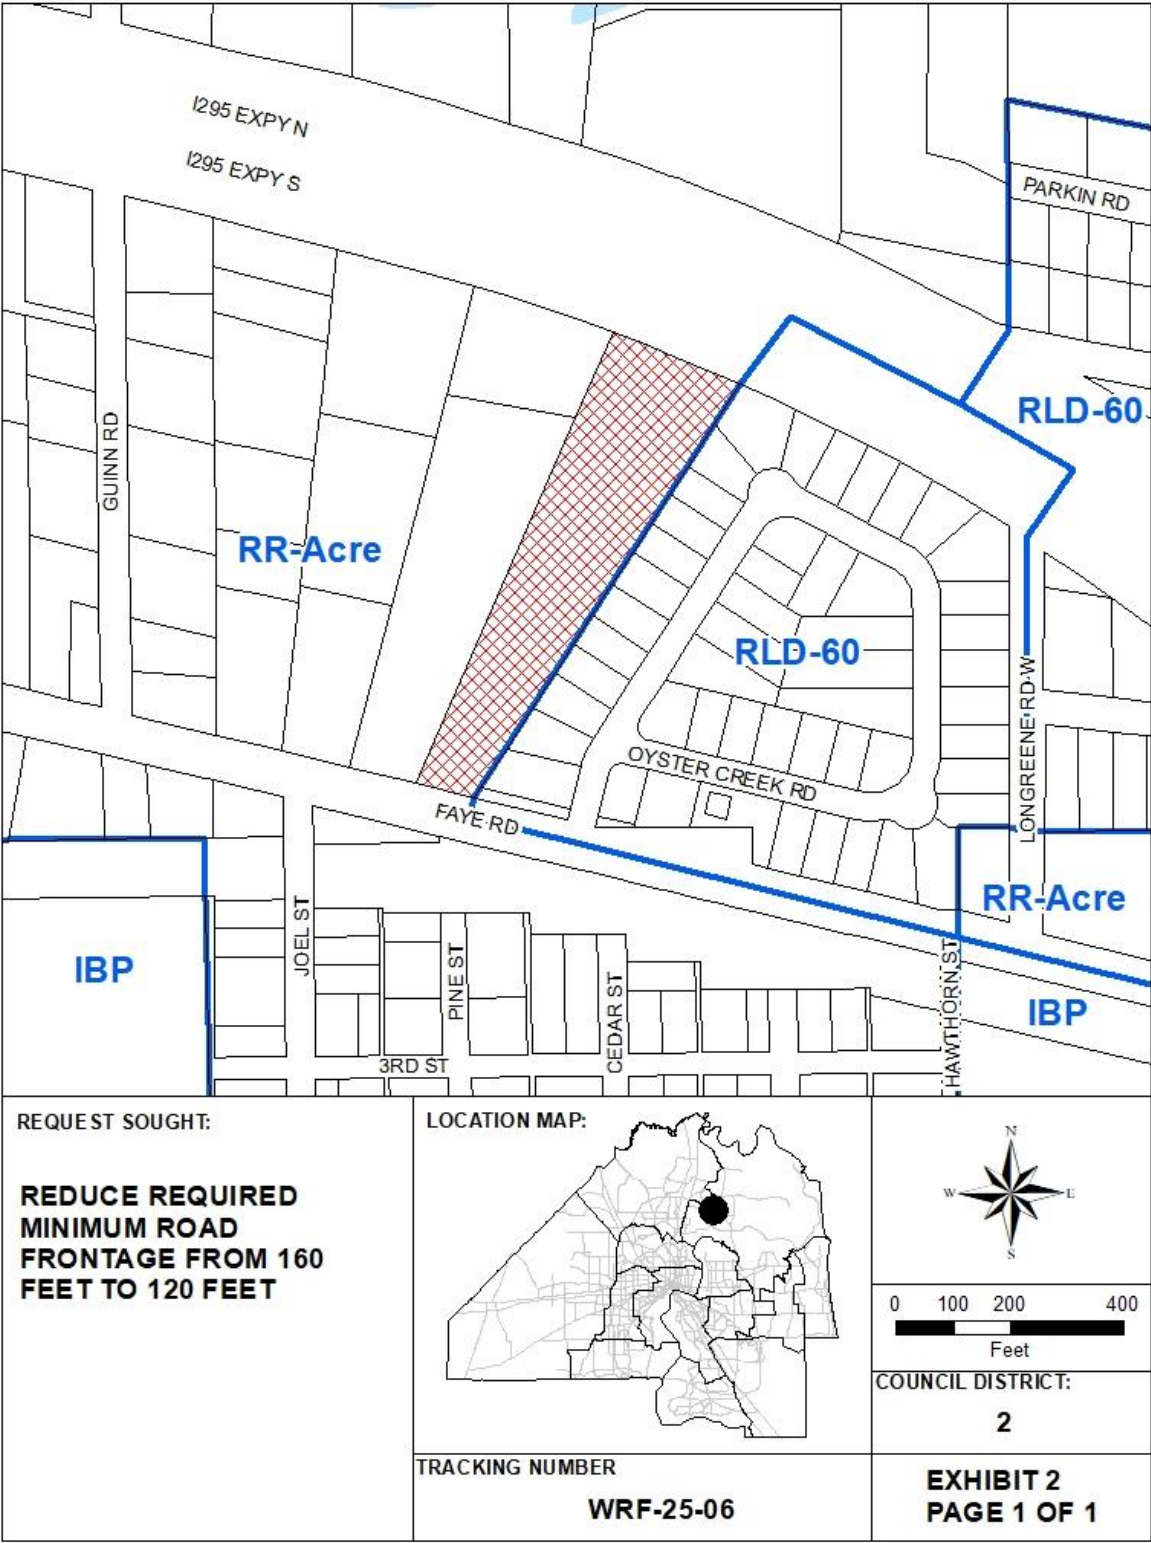 I295 EXPY N
I295 EXPY S
PARKIN RD
RLD-60
GUINN RD
RR-Acre
RLD-60
LONGREENE RD W
OYSTER CREEK RD
FAYE RD
RR-Acre
JOEL ST
IBP
PINE ST
CEDAR ST
HAWTHORN ST
IBP
3RD ST
REQUEST SOUGHT:
REDUCE REQUIRED
MINIMUM ROAD
FRONTAGE FROM 160
FEET TO 120 FEET
LOCATION MAP:
N
W
E
S
0 100 200 400
Feet
COUNCIL DISTRICT:
2
TRACKING NUMBER
WRF-25-06
EXHIBIT 2
PAGE 1 OF 1